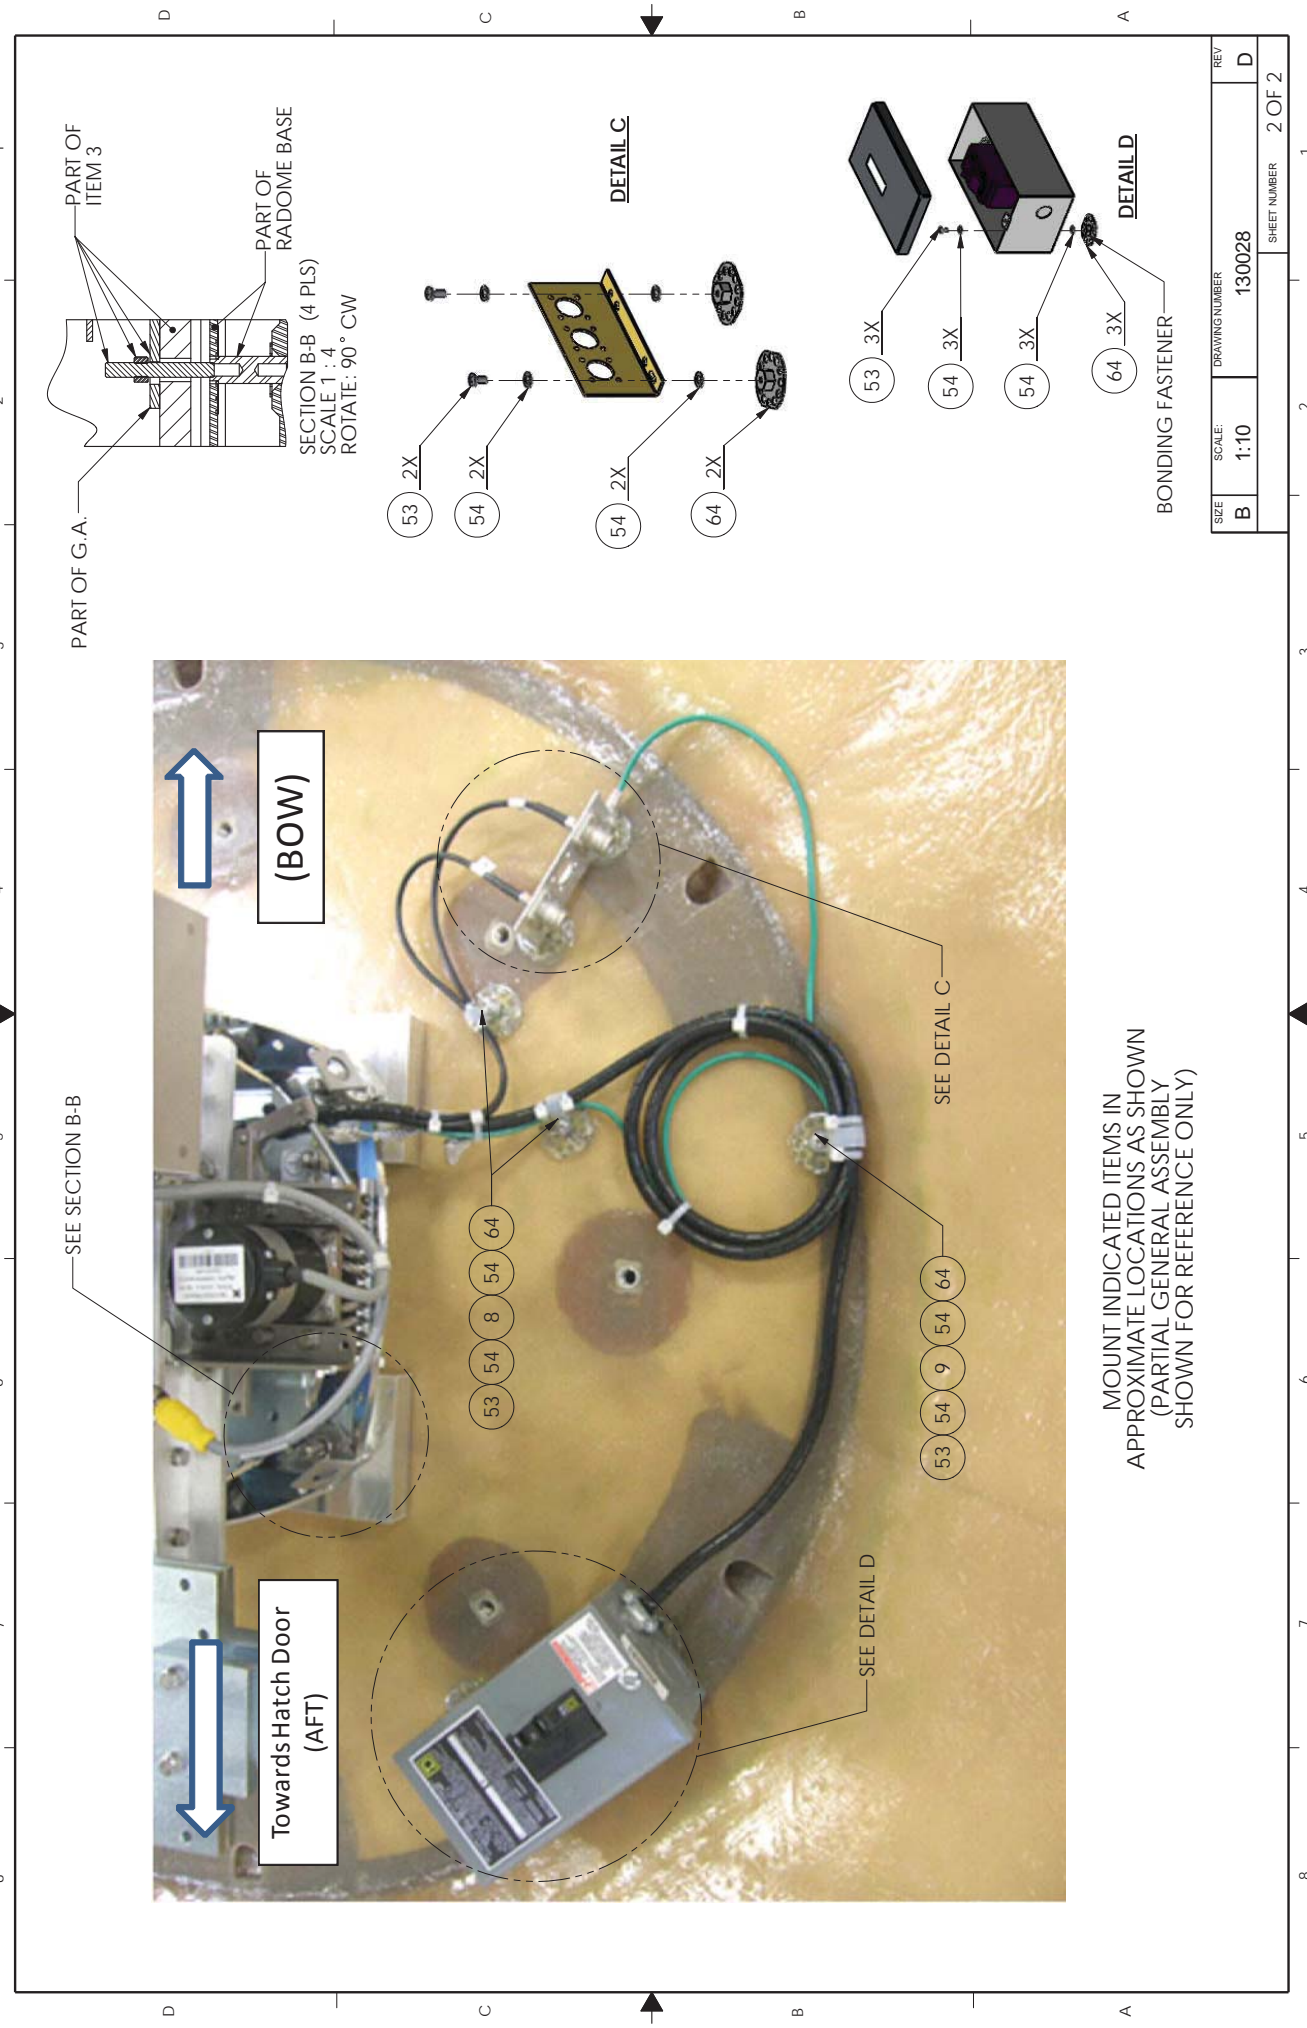 D
C
B
A
SEE SECTION B-B
Towards Hatch Door
(AFT)
(BOW)
53 54 8 54 64
53 54 9 54 64
SEE DETAIL D
SEE DETAIL C
MOUNT INDICATED ITEMS IN
APPROXIMATE LOCATIONS AS SHOWN
(PARTIAL GENERAL ASSEMBLY
SHOWN FOR REFERENCE ONLY)
PART OF G.A.
PART OF
ITEM 3
PART OF
RADOME BASE
SECTION B-B (4 PLS)
SCALE 1 : 4
ROTATE: 90° CW
53 2X
54 2X
54 2X
64 2X
DETAIL C
53 3X
54 3X
54 3X
64 3X
BONDING FASTENER
DETAIL D
SIZE
B
SCALE:
1:10
DRAWING NUMBER
130028
REV
D
SHEET NUMBER
2 OF 2
8
7
6
5
4
3
2
1
D
C
B
A